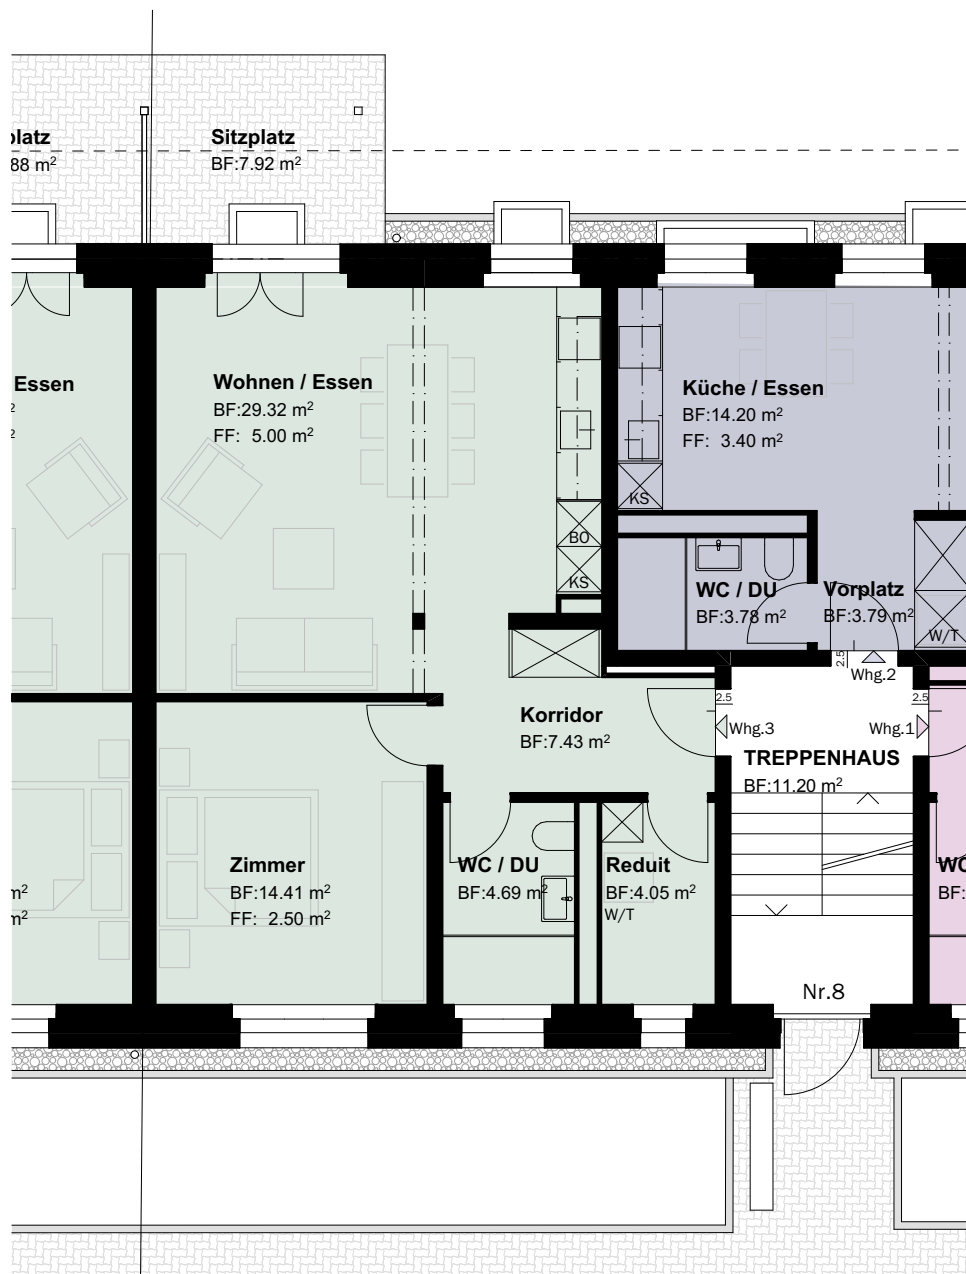 platz
88 m²
Sitzplatz
BF:7.92 m²
Essen
Wohnen / Essen
BF:29.32 m²
FF: 5.00 m²
Küche / Essen
BF:14.20 m²
FF: 3.40 m²
KS
BO
KS
WC / DU
BF:3.78 m²
Vorplatz
BF:3.79 m²
W/T
2.5
Whg.2
2.5
2.5
Korridor
BF:7.43 m²
Whg.3
Whg.1
TREPPENHAUS
BF:11.20 m²
Zimmer
BF:14.41 m²
FF: 2.50 m²
WC / DU
BF:4.69 m²
Reduit
BF:4.05 m²
W/T
WC
BF:
m²
m²
Nr.8